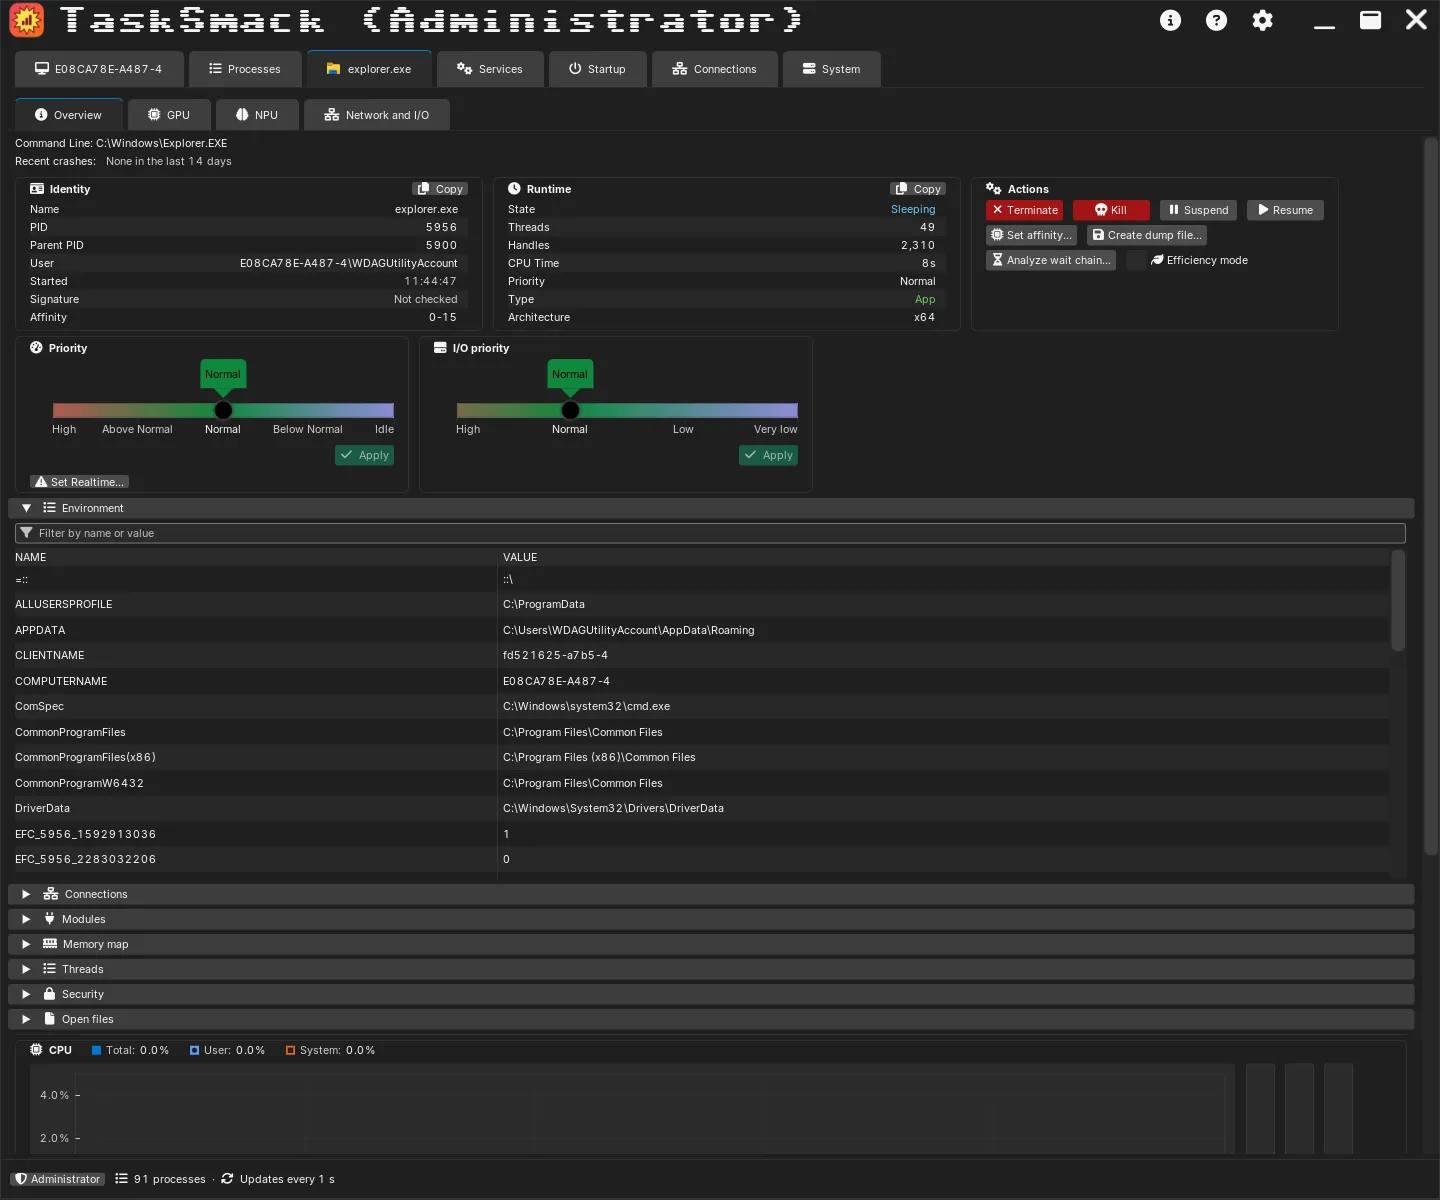 TaskSmack (Administrator)
E08CA78E-A487-4 Processes explorer.exe Services Startup Connections System
Overview GPU NPU Network and I/O
Command Line: C:\Windows\Explorer.EXE
Recent crashes: None in the last 14 days
Identity Copy
Name explorer.exe
PID 5956
Parent PID 5900
User E08CA78E-A487-4\WDAGUtilityAccount
Started 11:44:47
Signature Not checked
Affinity 0-15
Runtime Copy
State Sleeping
Threads 49
Handles 2,310
CPU Time 8s
Priority Normal
Type App
Architecture x64
Actions
Terminate Kill Suspend Resume
Set affinity... Create dump file...
Analyze wait chain... Efficiency mode
Priority
Normal
High Above Normal Normal Below Normal Idle
Apply
Set Realtime...
I/O priority
Normal
High Normal Low Very low
Apply
Environment
Filter by name or value
NAME VALUE
=:: ::\
ALLUSERSPROFILE C:\ProgramData
APPDATA C:\Users\WDAGUtilityAccount\AppData\Roaming
CLIENTNAME fd521625-a7b5-4
COMPUTERNAME E08CA78E-A487-4
ComSpec C:\Windows\system32\cmd.exe
CommonProgramFiles C:\Program Files\Common Files
CommonProgramFiles(x86) C:\Program Files (x86)\Common Files
CommonProgramW6432 C:\Program Files\Common Files
DriverData C:\Windows\System32\Drivers\DriverData
EFC_5956_1592913036 1
EFC_5956_2283032206 0
Connections
Modules
Memory map
Threads
Security
Open files
CPU Total: 0.0% User: 0.0% System: 0.0%
4.0%
2.0%
Administrator 91 processes · Updates every 1 s